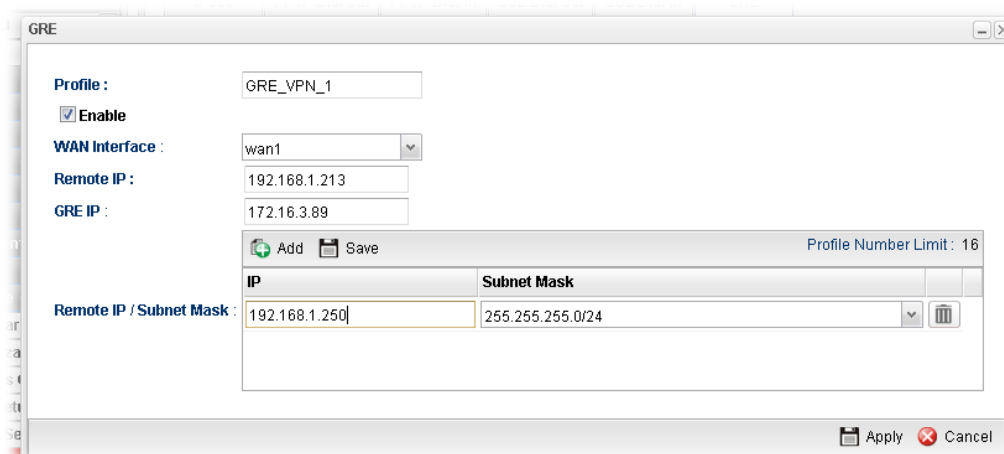 GRE
Profile : GRE_VPN_1
Enable
WAN Interface : wan1
Remote IP : 192.168.1.213
GRE IP : 172.16.3.89
Add Save Profile Number Limit : 16
IP Subnet Mask
Remote IP / Subnet Mask : 192.168.1.250 255.255.255.0/24
Apply Cancel